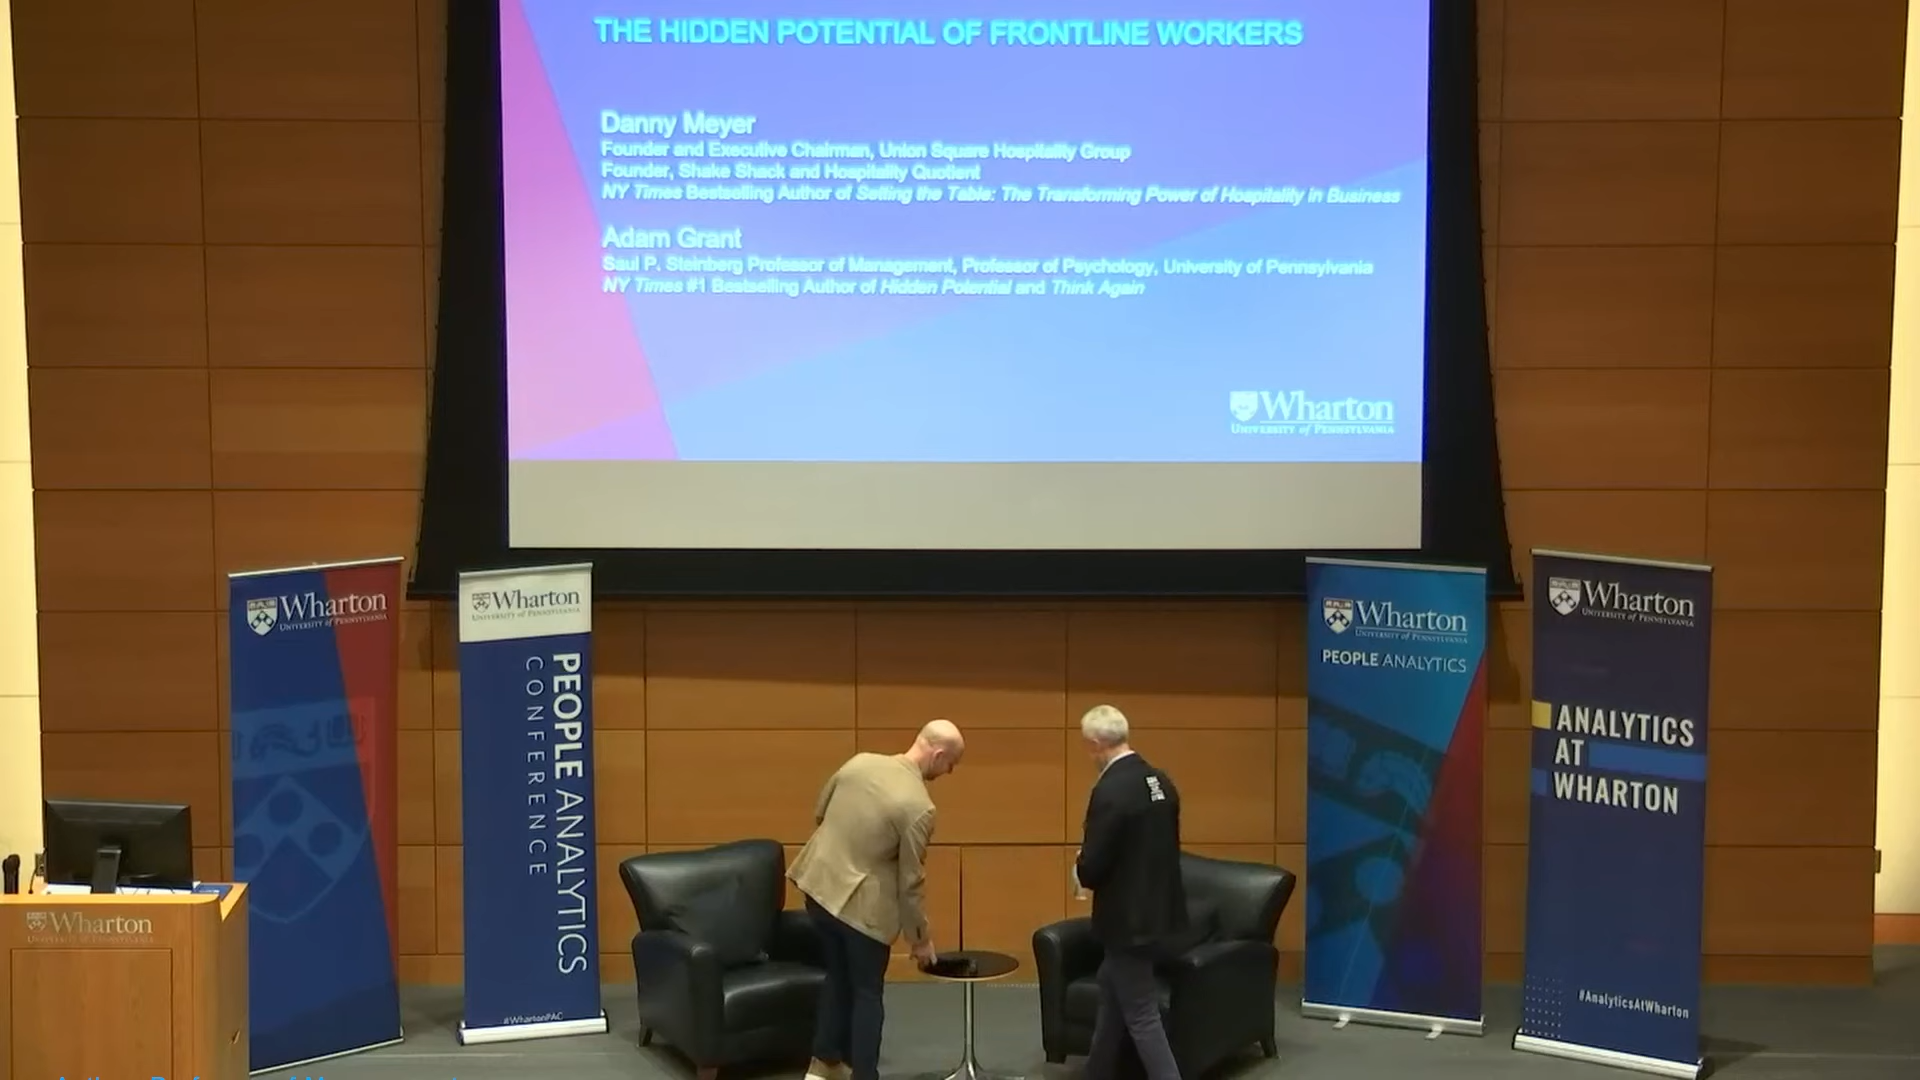 THE HIDDEN POTENTIAL OF FRONTLINE WORKERS
Danny Meyer
Founder and Executive Chairman, Union Square Hospitality Group
Founder, Shake Shack and Hospitality Quotient
NY Times Bestselling Author of Setting the Table: The Transforming Power of Hospitality in Business
Adam Grant
Saul P. Steinberg Professor of Management, Professor of Psychology, University of Pennsylvania
NY Times #1 Bestselling Author of Hidden Potential and Think Again
Wharton
UNIVERSITY of PENNSYLVANIA
Wharton
UNIVERSITY of PENNSYLVANIA
Wharton
UNIVERSITY of PENNSYLVANIA
PEOPLE ANALYTICS
CONFERENCE
#WhartonPAC
Wharton
UNIVERSITY of PENNSYLVANIA
PEOPLE ANALYTICS
Wharton
UNIVERSITY of PENNSYLVANIA
ANALYTICS
AT
WHARTON
#AnalyticsAtWharton
Wharton
UNIVERSITY of PENNSYLVANIA